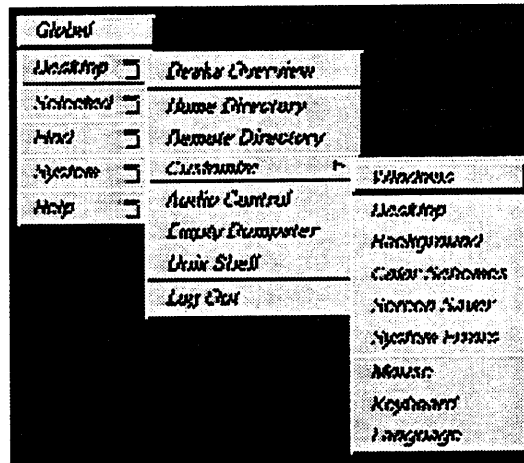 Global
Desktop
Selected
Find
System
Help
Desks Overview
Home Directory
Remote Directory
Customize
Audio Control
Empty Dumpster
Unix Shell
Log Out
Windows
Desktop
Background
Color Schemes
Screen Saver
System Fonts
Mouse
Keyboard
Language